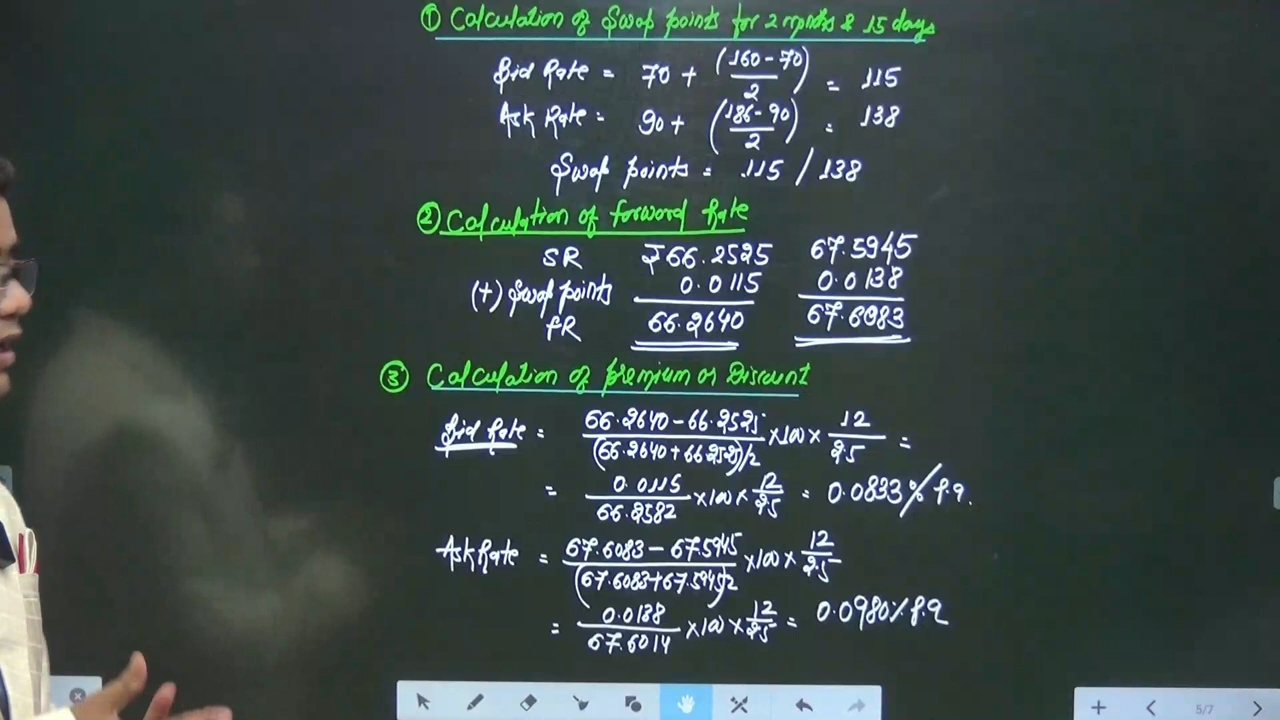 ① Calculation of Swap points for 2 months & 15 days
Bid Rate = 70 + (160-70)/2 = 115
Ask Rate = 90 + (186-90)/2 = 138
Swap points = 115 / 138
② Calculation of forward Rate
SR ₹66.2525 67.5945
(+) Swap points 0.0115 0.0138
FR 66.2640 67.6083
③ Calculation of premium or Discount
Bid Rate = 66.2640-66.2525/(66.2640+66.2525)/2 ×100× 12/2.5 =
= 0.0115/66.2582 ×100× 12/2.5 = 0.0833% P.a.
Ask Rate = 67.6083-67.5945/(67.6083+67.5945)/2 ×100× 12/2.5
= 0.0138/67.6014 ×100× 12/2.5 = 0.0980% P.a
5/7